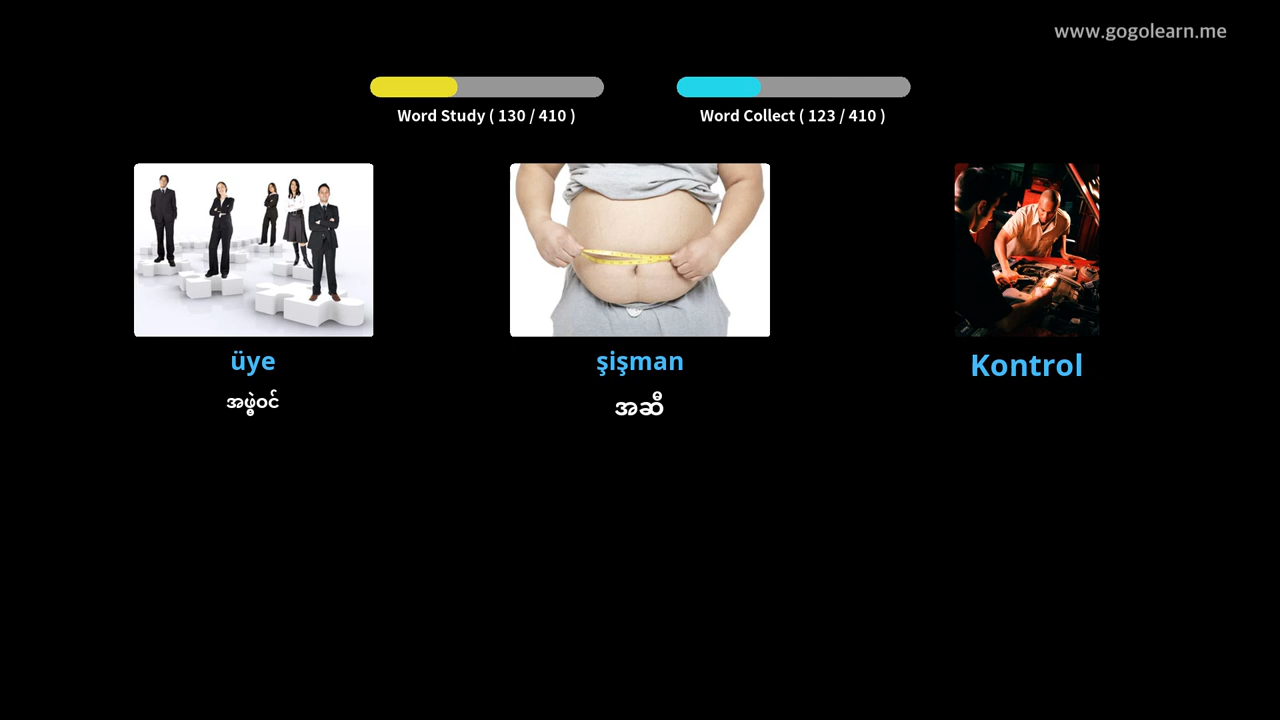 www.gogolearn.me
Word Study ( 130 / 410 )
Word Collect ( 123 / 410 )
üye
şişman
Kontrol
အဖွဲ့ဝင်
အဆီ